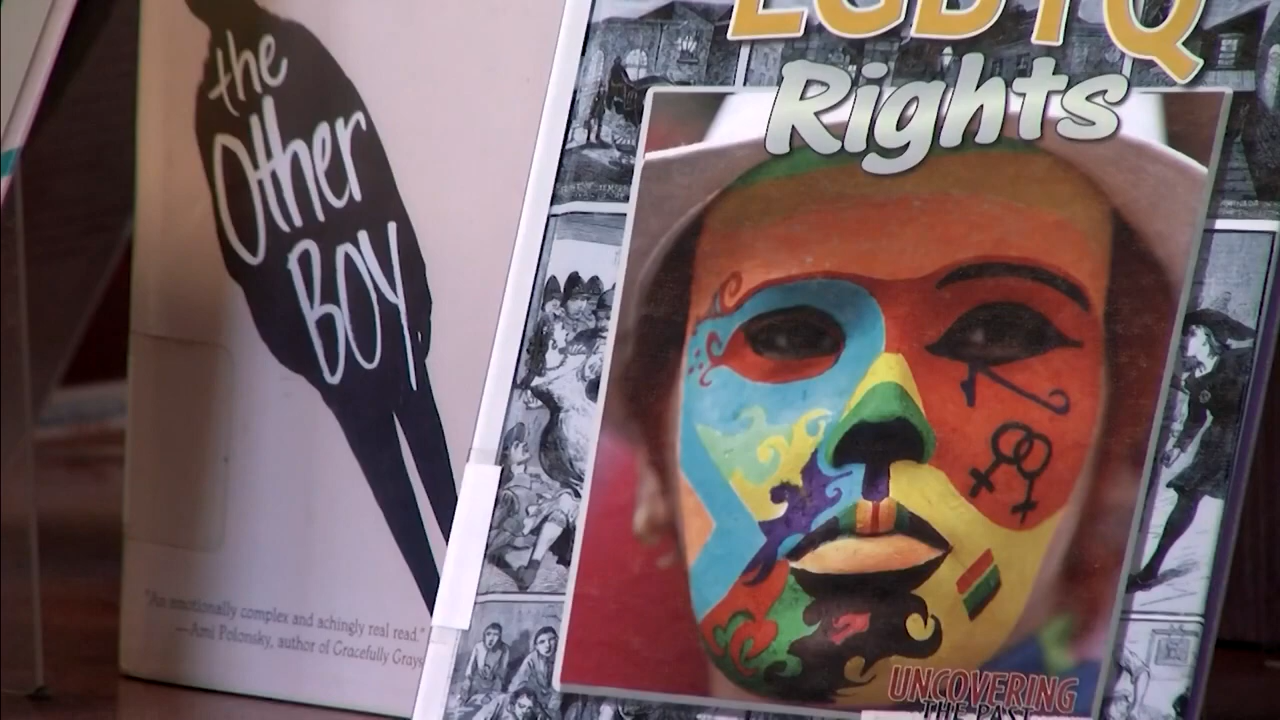 the
Other
BOY.
"An emotionally complex and achingly real read."
—Ami Polonsky, author of Gracefully Grays
LGBTQ
Rights
UNCOVERING
THE PAST